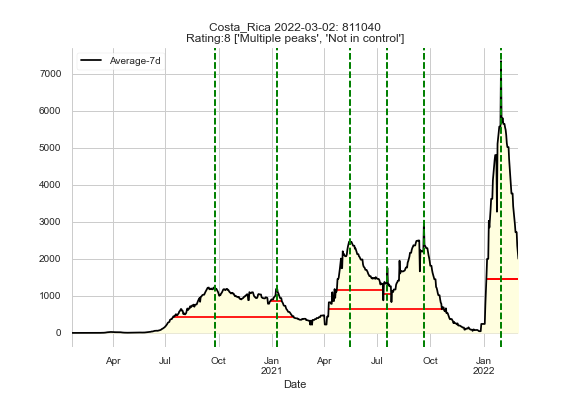 Costa_Rica 2022-03-02: 811040
Rating:8 ['Multiple peaks', 'Not in control']
Average-7d
7000
6000
5000
4000
3000
2000
1000
0
Apr Jul Oct Jan Apr Jul Oct Jan
2021 2022
Date